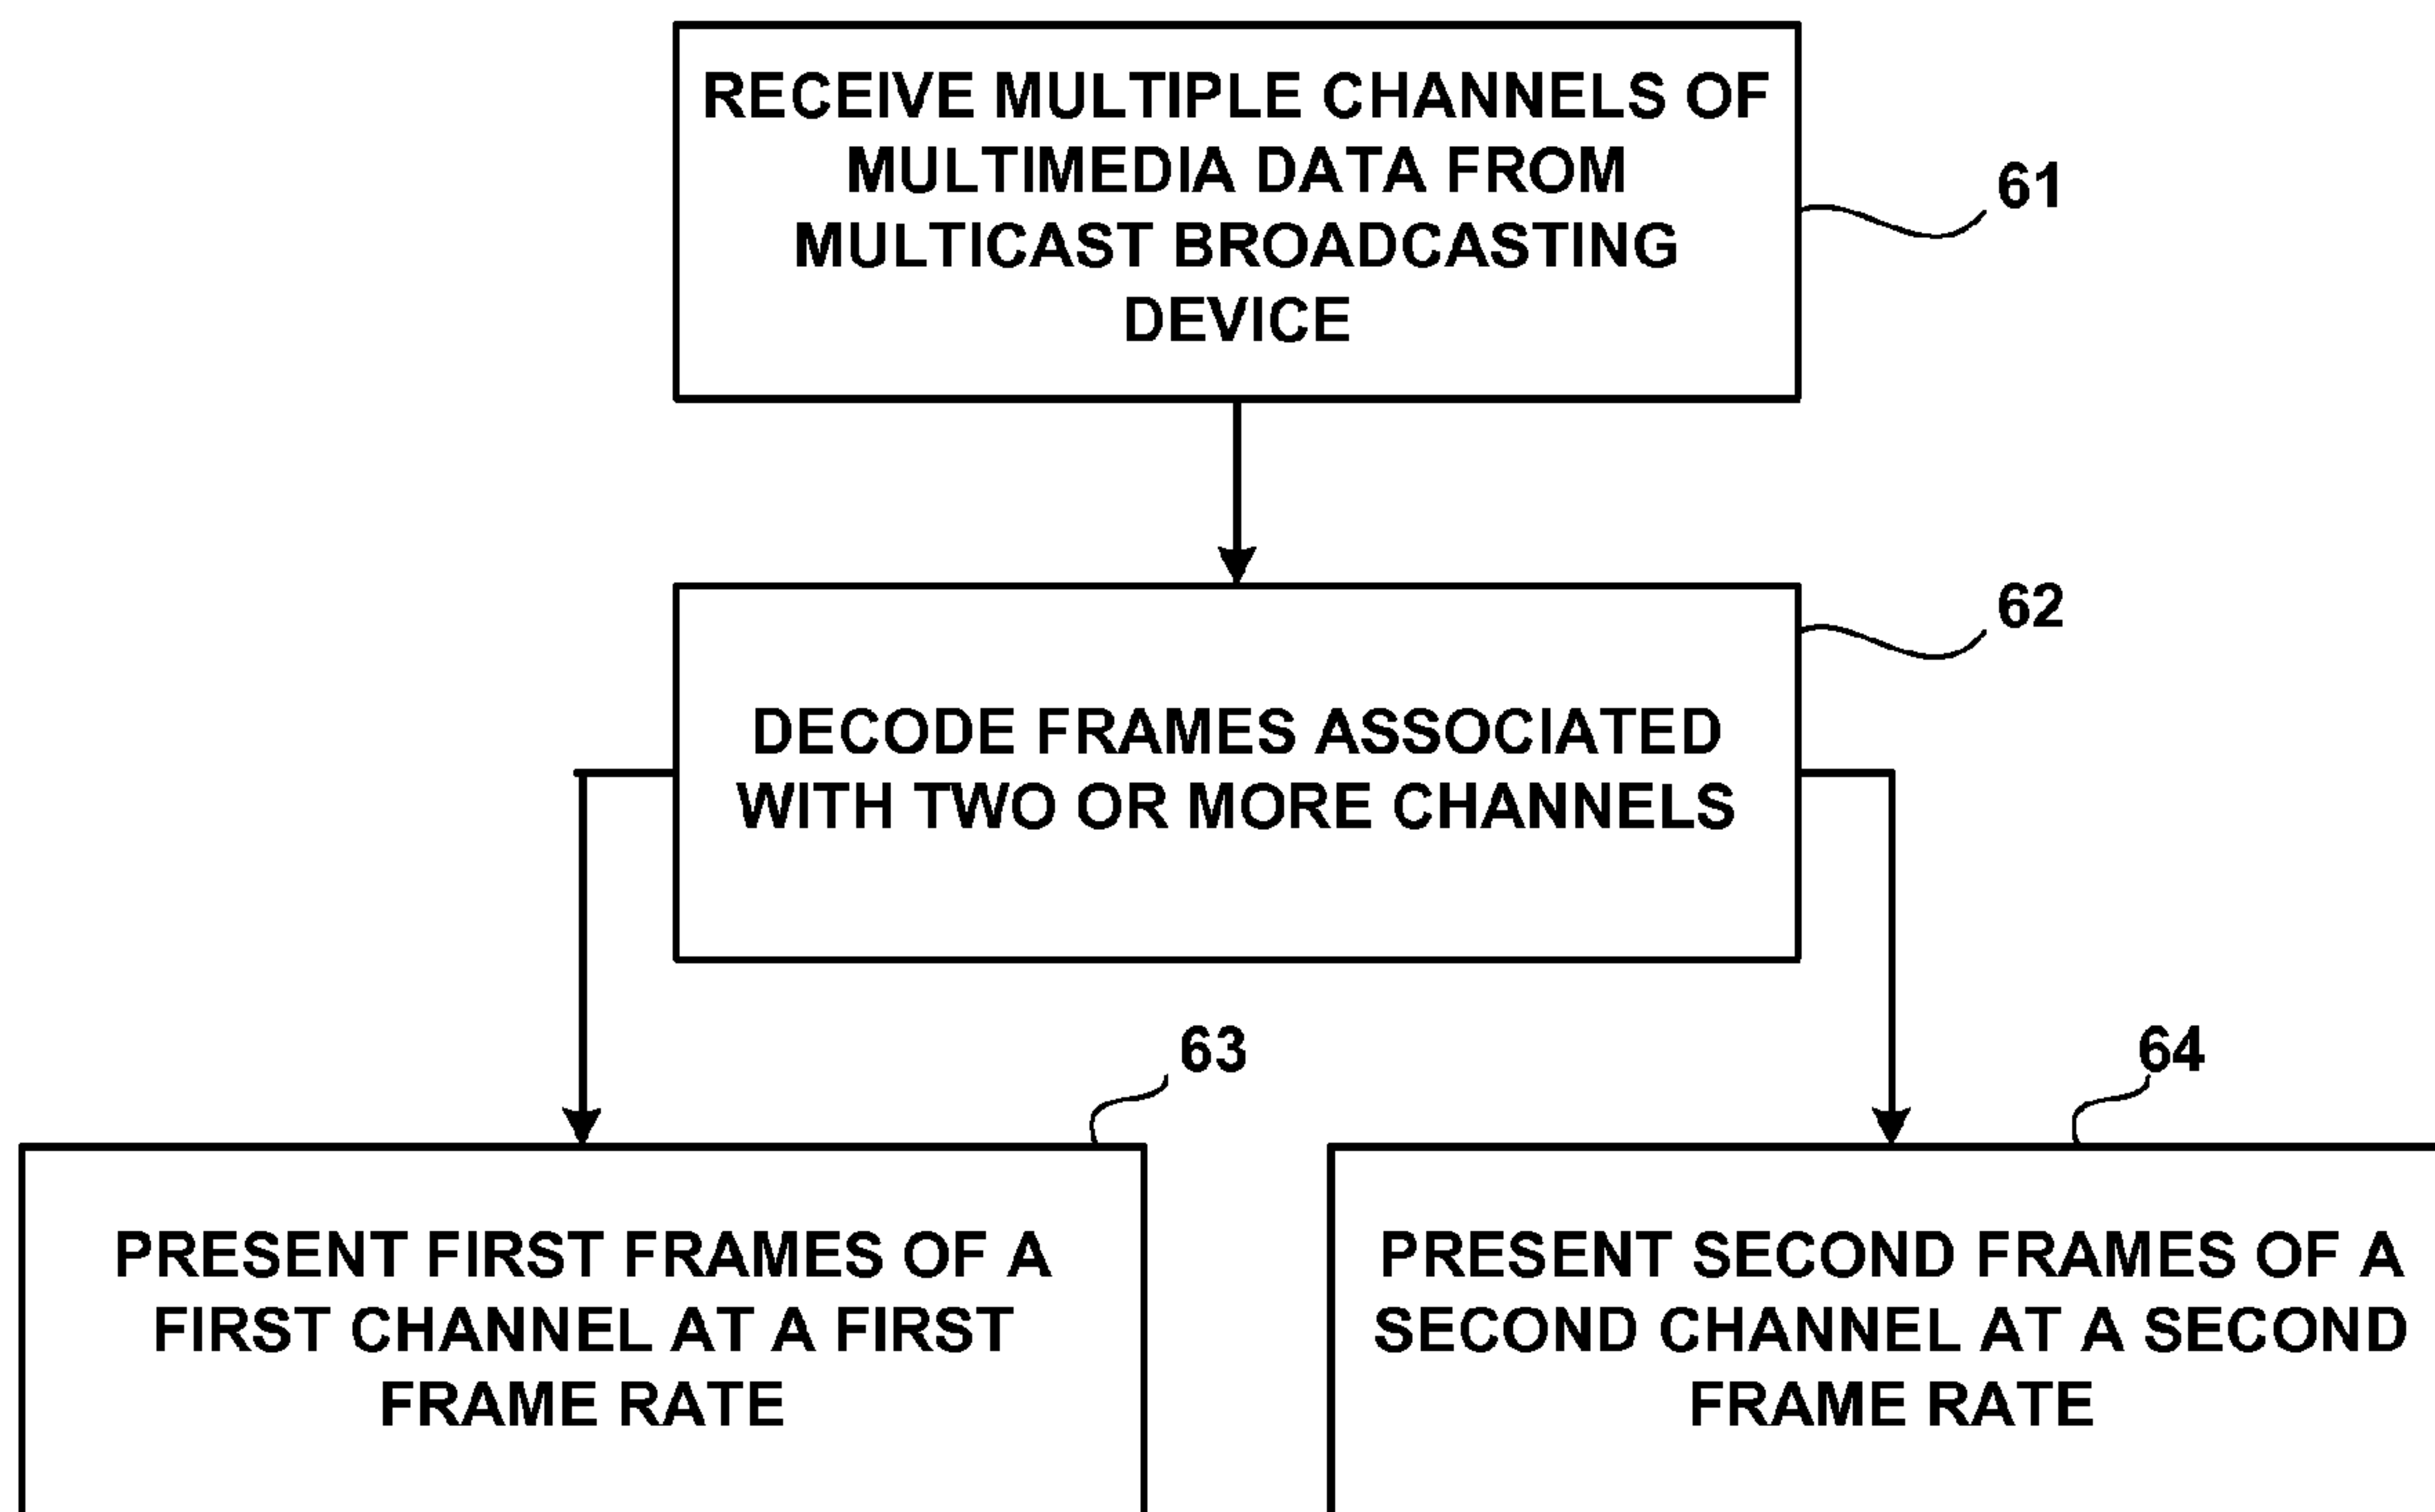 RECEIVE MULTIPLE CHANNELS OF
MULTIMEDIA DATA FROM
MULTICAST BROADCASTING
DEVICE
61
62
DECODE FRAMES ASSOCIATED
WITH TWO OR MORE CHANNELS
63
64
PRESENT FIRST FRAMES OF A
FIRST CHANNEL AT A FIRST
FRAME RATE
PRESENT SECOND FRAMES OF A
SECOND CHANNEL AT A SECOND
FRAME RATE